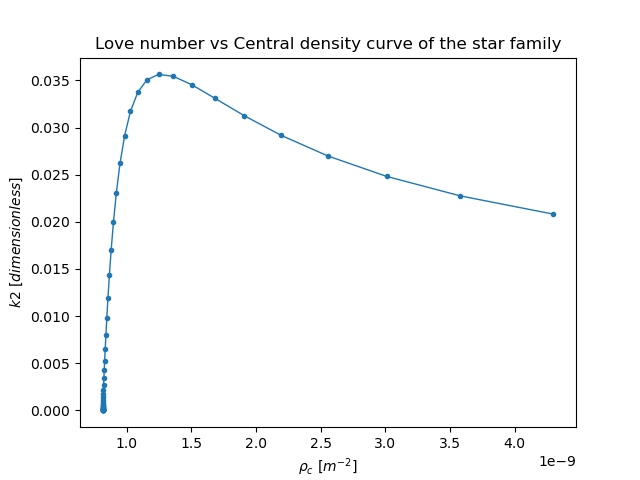 Love number vs Central density curve of the star family
k2 [dimensionless]
0.035
0.030
0.025
0.020
0.015
0.010
0.005
0.000
1.0 1.5 2.0 2.5 3.0 3.5 4.0
1e−9
ρc [m−2]